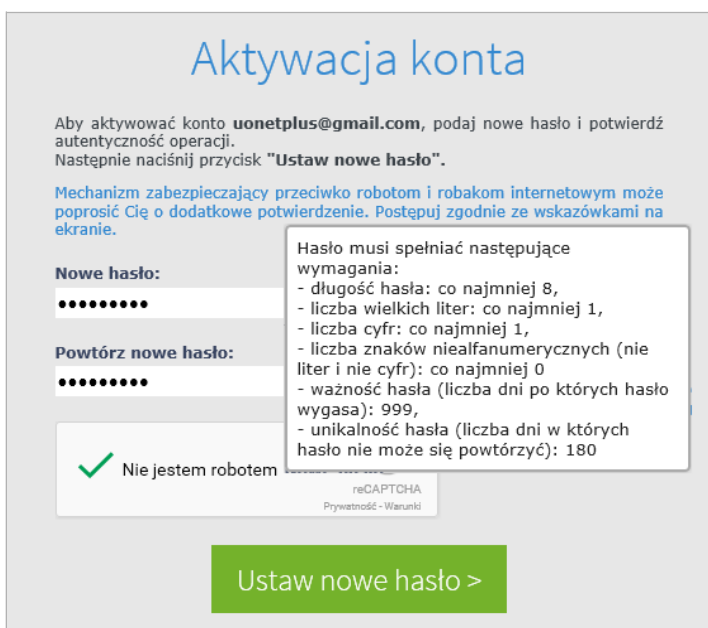 Aktywacja konta
Aby aktywować konto uonetplus@gmail.com, podaj nowe hasło i potwierdź
autentyczność operacji.
Następnie naciśnij przycisk "Ustaw nowe hasło".
Mechanizm zabezpieczający przeciwko robotom i robakom internetowym może
poprosić Cię o dodatkowe potwierdzenie. Postępuj zgodnie ze wskazówkami na
ekranie.
Nowe hasło:
•••••••••
Powtórz nowe hasło:
•••••••••
Hasło musi spełniać następujące
wymagania:
- długość hasła: co najmniej 8,
- liczba wielkich liter: co najmniej 1,
- liczba cyfr: co najmniej 1,
- liczba znaków niealfanumerycznych (nie
liter i nie cyfr): co najmniej 0
- ważność hasła (liczba dni po których hasło
wygasa): 999,
- unikalność hasła (liczba dni w których
hasło nie może się powtórzyć): 180
Nie jestem robotem
reCAPTCHA
Prywatność - Warunki
Ustaw nowe hasło >